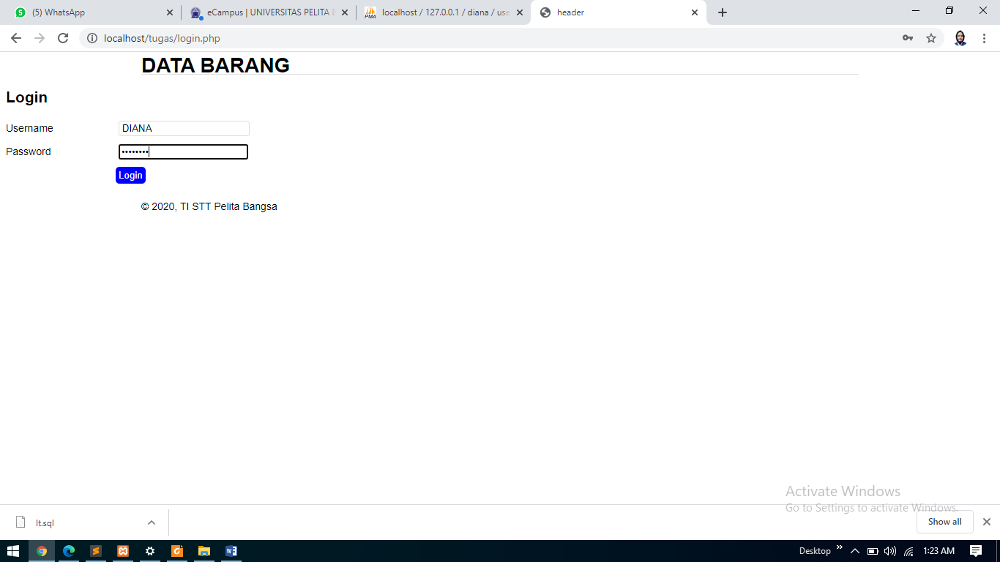 (5) WhatsApp
eCampus | UNIVERSITAS PELITA
localhost / 127.0.0.1 / diana / use
header
localhost/tugas/login.php
DATA BARANG
Login
Username DIANA
Password ••••••••
Login
© 2020, TI STT Pelita Bangsa
Activate Windows
Go to Settings to activate Windows.
lt.sql
Show all
Desktop
1:23 AM